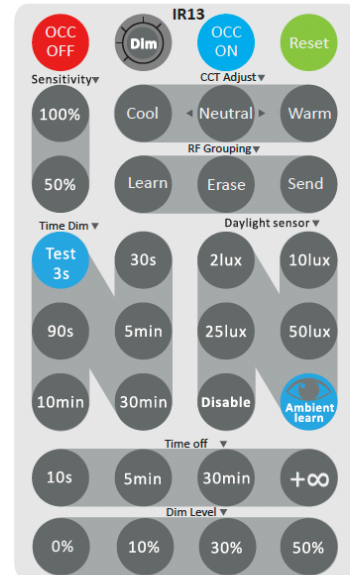 IR13
OCC OFF
Dim
OCC ON
Reset
Sensitivity▼
CCT Adjust▼
100%
Cool
◄ Neutral ►
Warm
RF Grouping▼
50%
Learn
Erase
Send
Time Dim ▼
Daylight sensor ▼
Test 3s
30s
2lux
10lux
90s
5min
25lux
50lux
10min
30min
Disable
Ambient learn
Time off ▼
10s
5min
30min
+∞
Dim Level▼
0%
10%
30%
50%